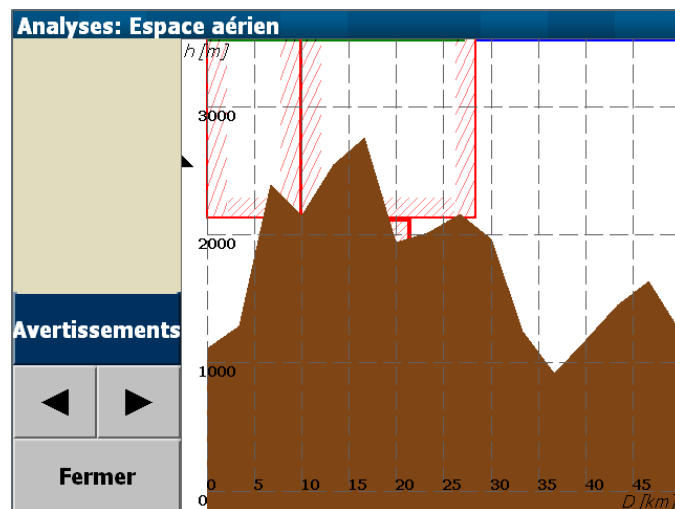 Analyses: Espace aérien
h [m]
3000
2000
1000
Avertissements
◀ ▶
Fermer
0 5 10 15 20 25 30 35 40 45
0
D [km]